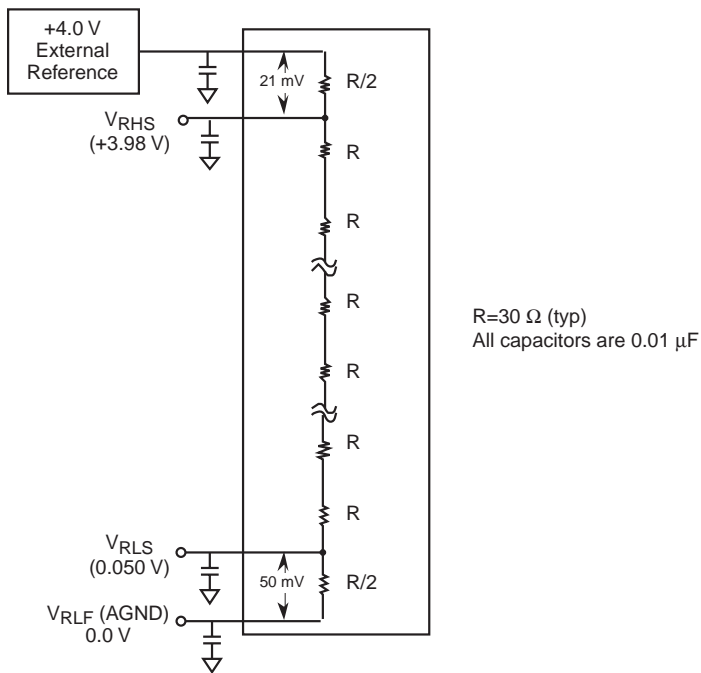 +4.0 V
External
Reference
21 mV
R/2
VRHS
(+3.98 V)
R
R
R
R=30 Ω (typ)
All capacitors are 0.01 µF
R
R
R
VRLS
(0.050 V)
50 mV
R/2
VRLF (AGND)
0.0 V